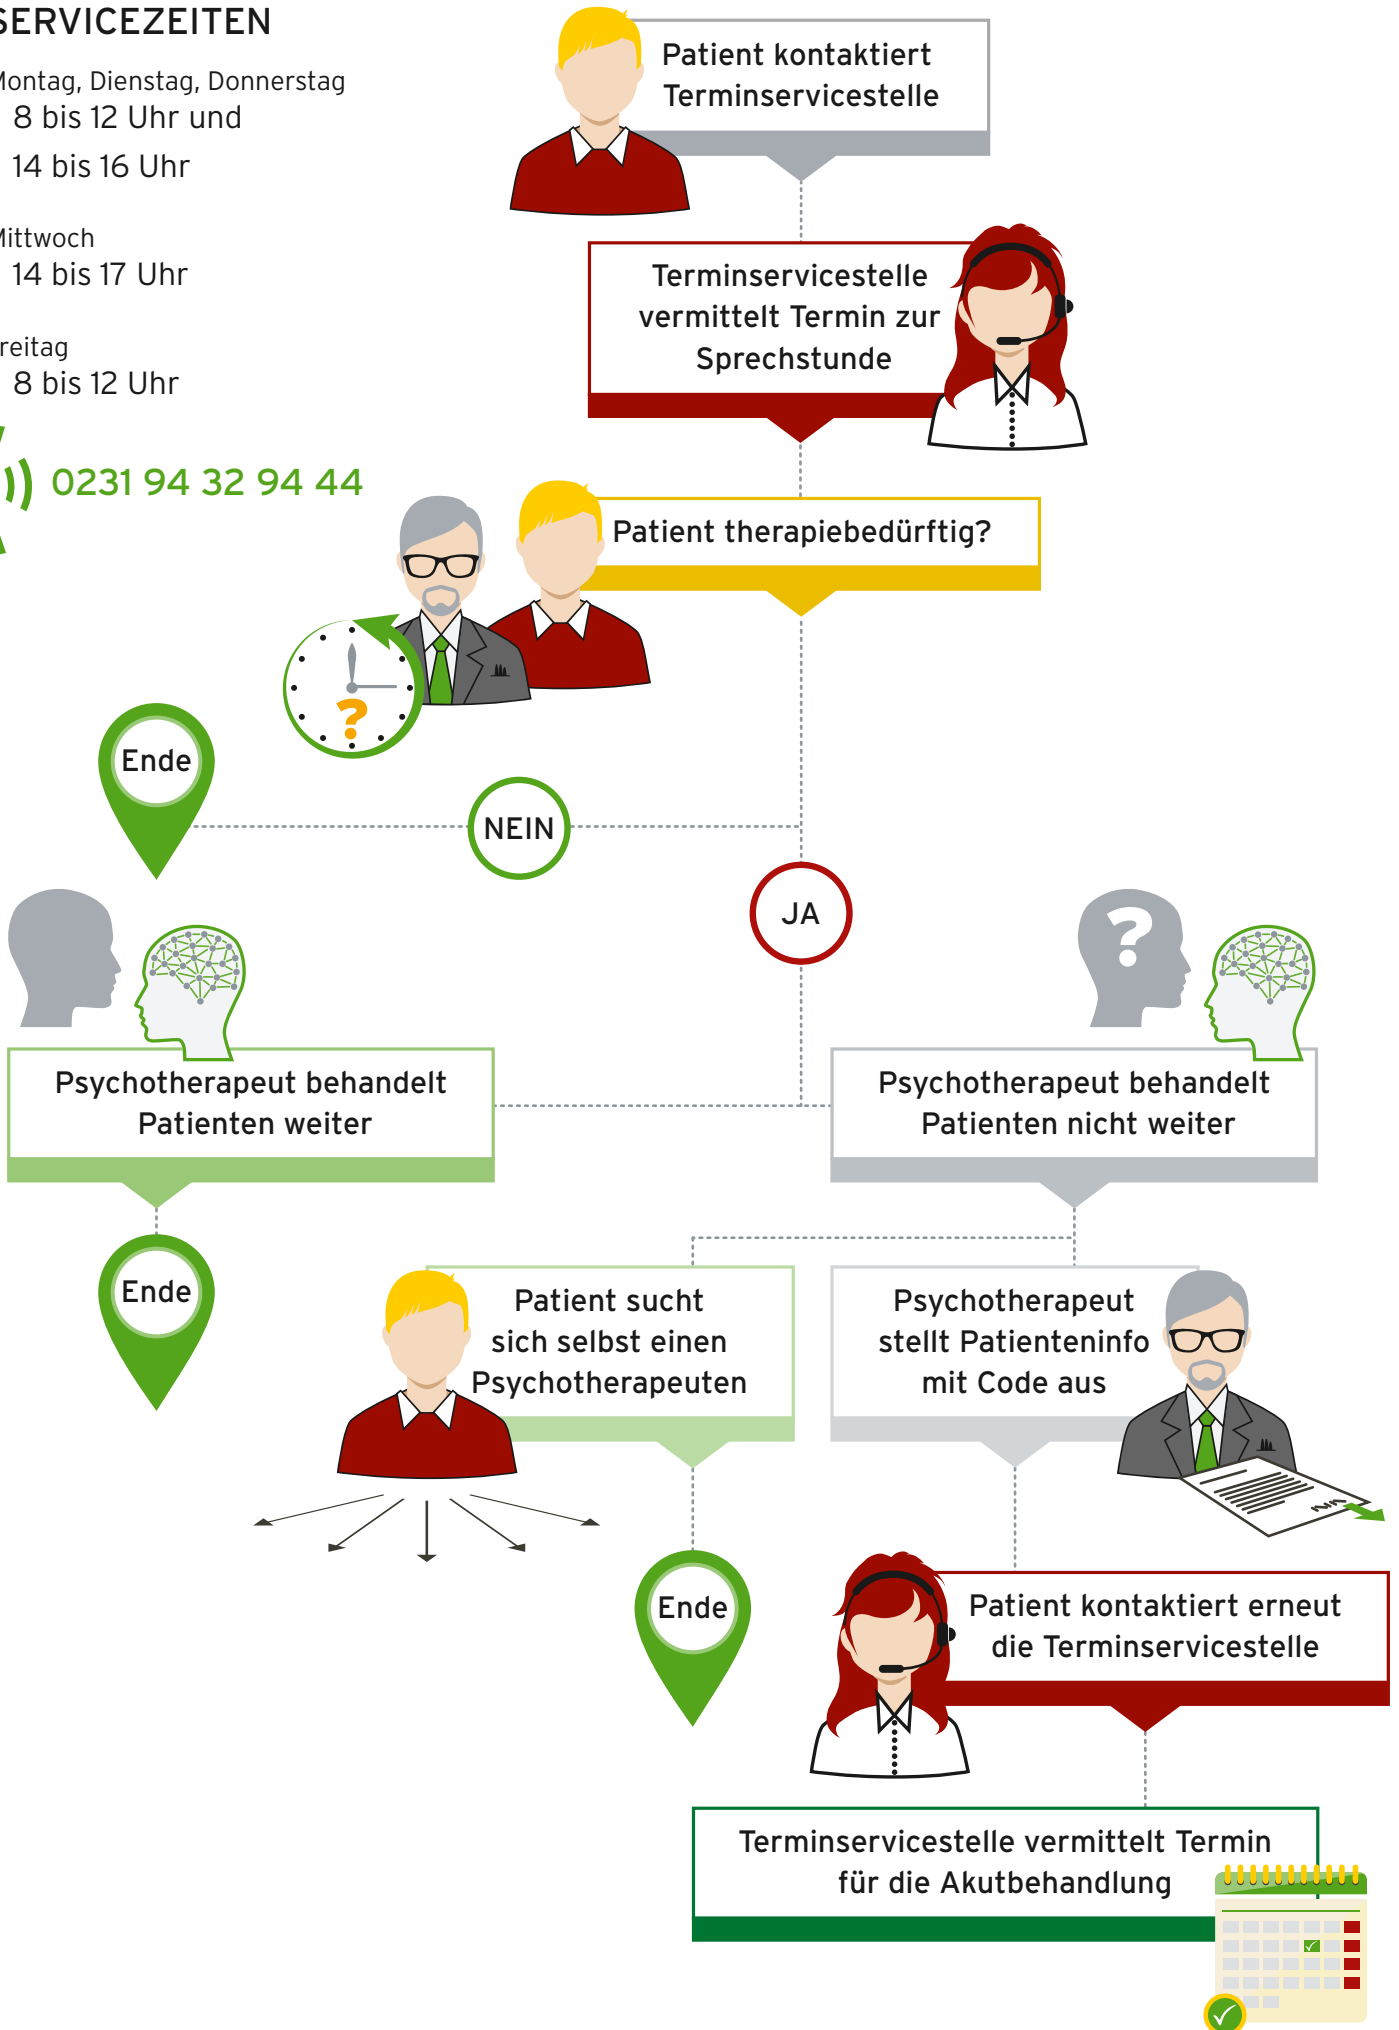 SERVICEZEITEN
Montag, Dienstag, Donnerstag
8 bis 12 Uhr und
14 bis 16 Uhr
Mittwoch
14 bis 17 Uhr
Freitag
8 bis 12 Uhr
0231 94 32 94 44
Patient kontaktiert
Terminservicestelle
Terminservicestelle
vermittelt Termin zur
Sprechstunde
Patient therapiebedürftig?
?
Ende
NEIN
JA
?
Psychotherapeut behandelt
Patienten weiter
Psychotherapeut behandelt
Patienten nicht weiter
Ende
Patient sucht
sich selbst einen
Psychotherapeuten
Psychotherapeut
stellt Patienteninfo
mit Code aus
Ende
Patient kontaktiert erneut
die Terminservicestelle
Terminservicestelle vermittelt Termin
für die Akutbehandlung